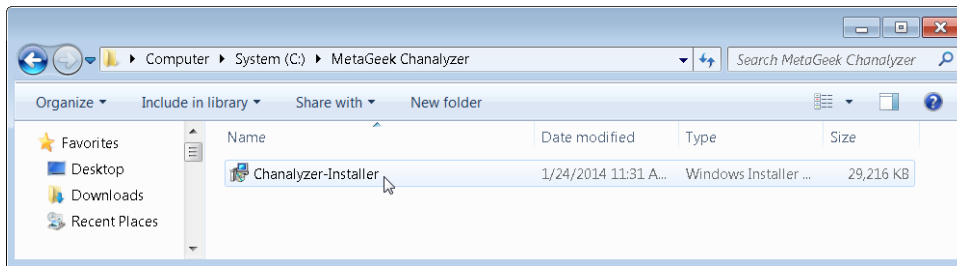 Computer System (C:) MetaGeek Chanalyzer Search MetaGeek Chanalyzer
Organize Include in library Share with New folder
Favorites
Desktop
Downloads
Recent Places
Name Date modified Type Size
Chanalyzer-Installer 1/24/2014 11:31 A... Windows Installer ... 29,216 KB